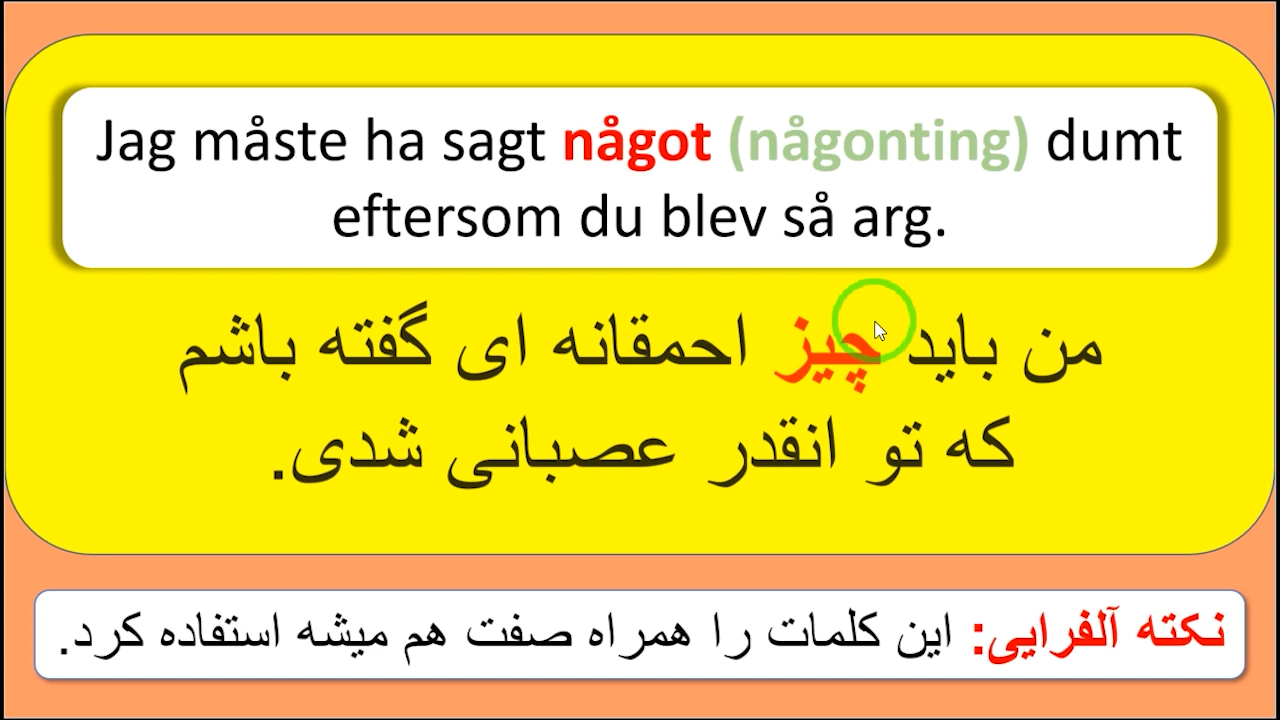 Jag måste ha sagt något (någonting) dumt
eftersom du blev så arg.
من باید چیز احمقانه ای گفته باشم
که تو انقدر عصبانی شدی.
نکته آلفرایی: این کلمات را همراه صفت هم میشه استفاده کرد.